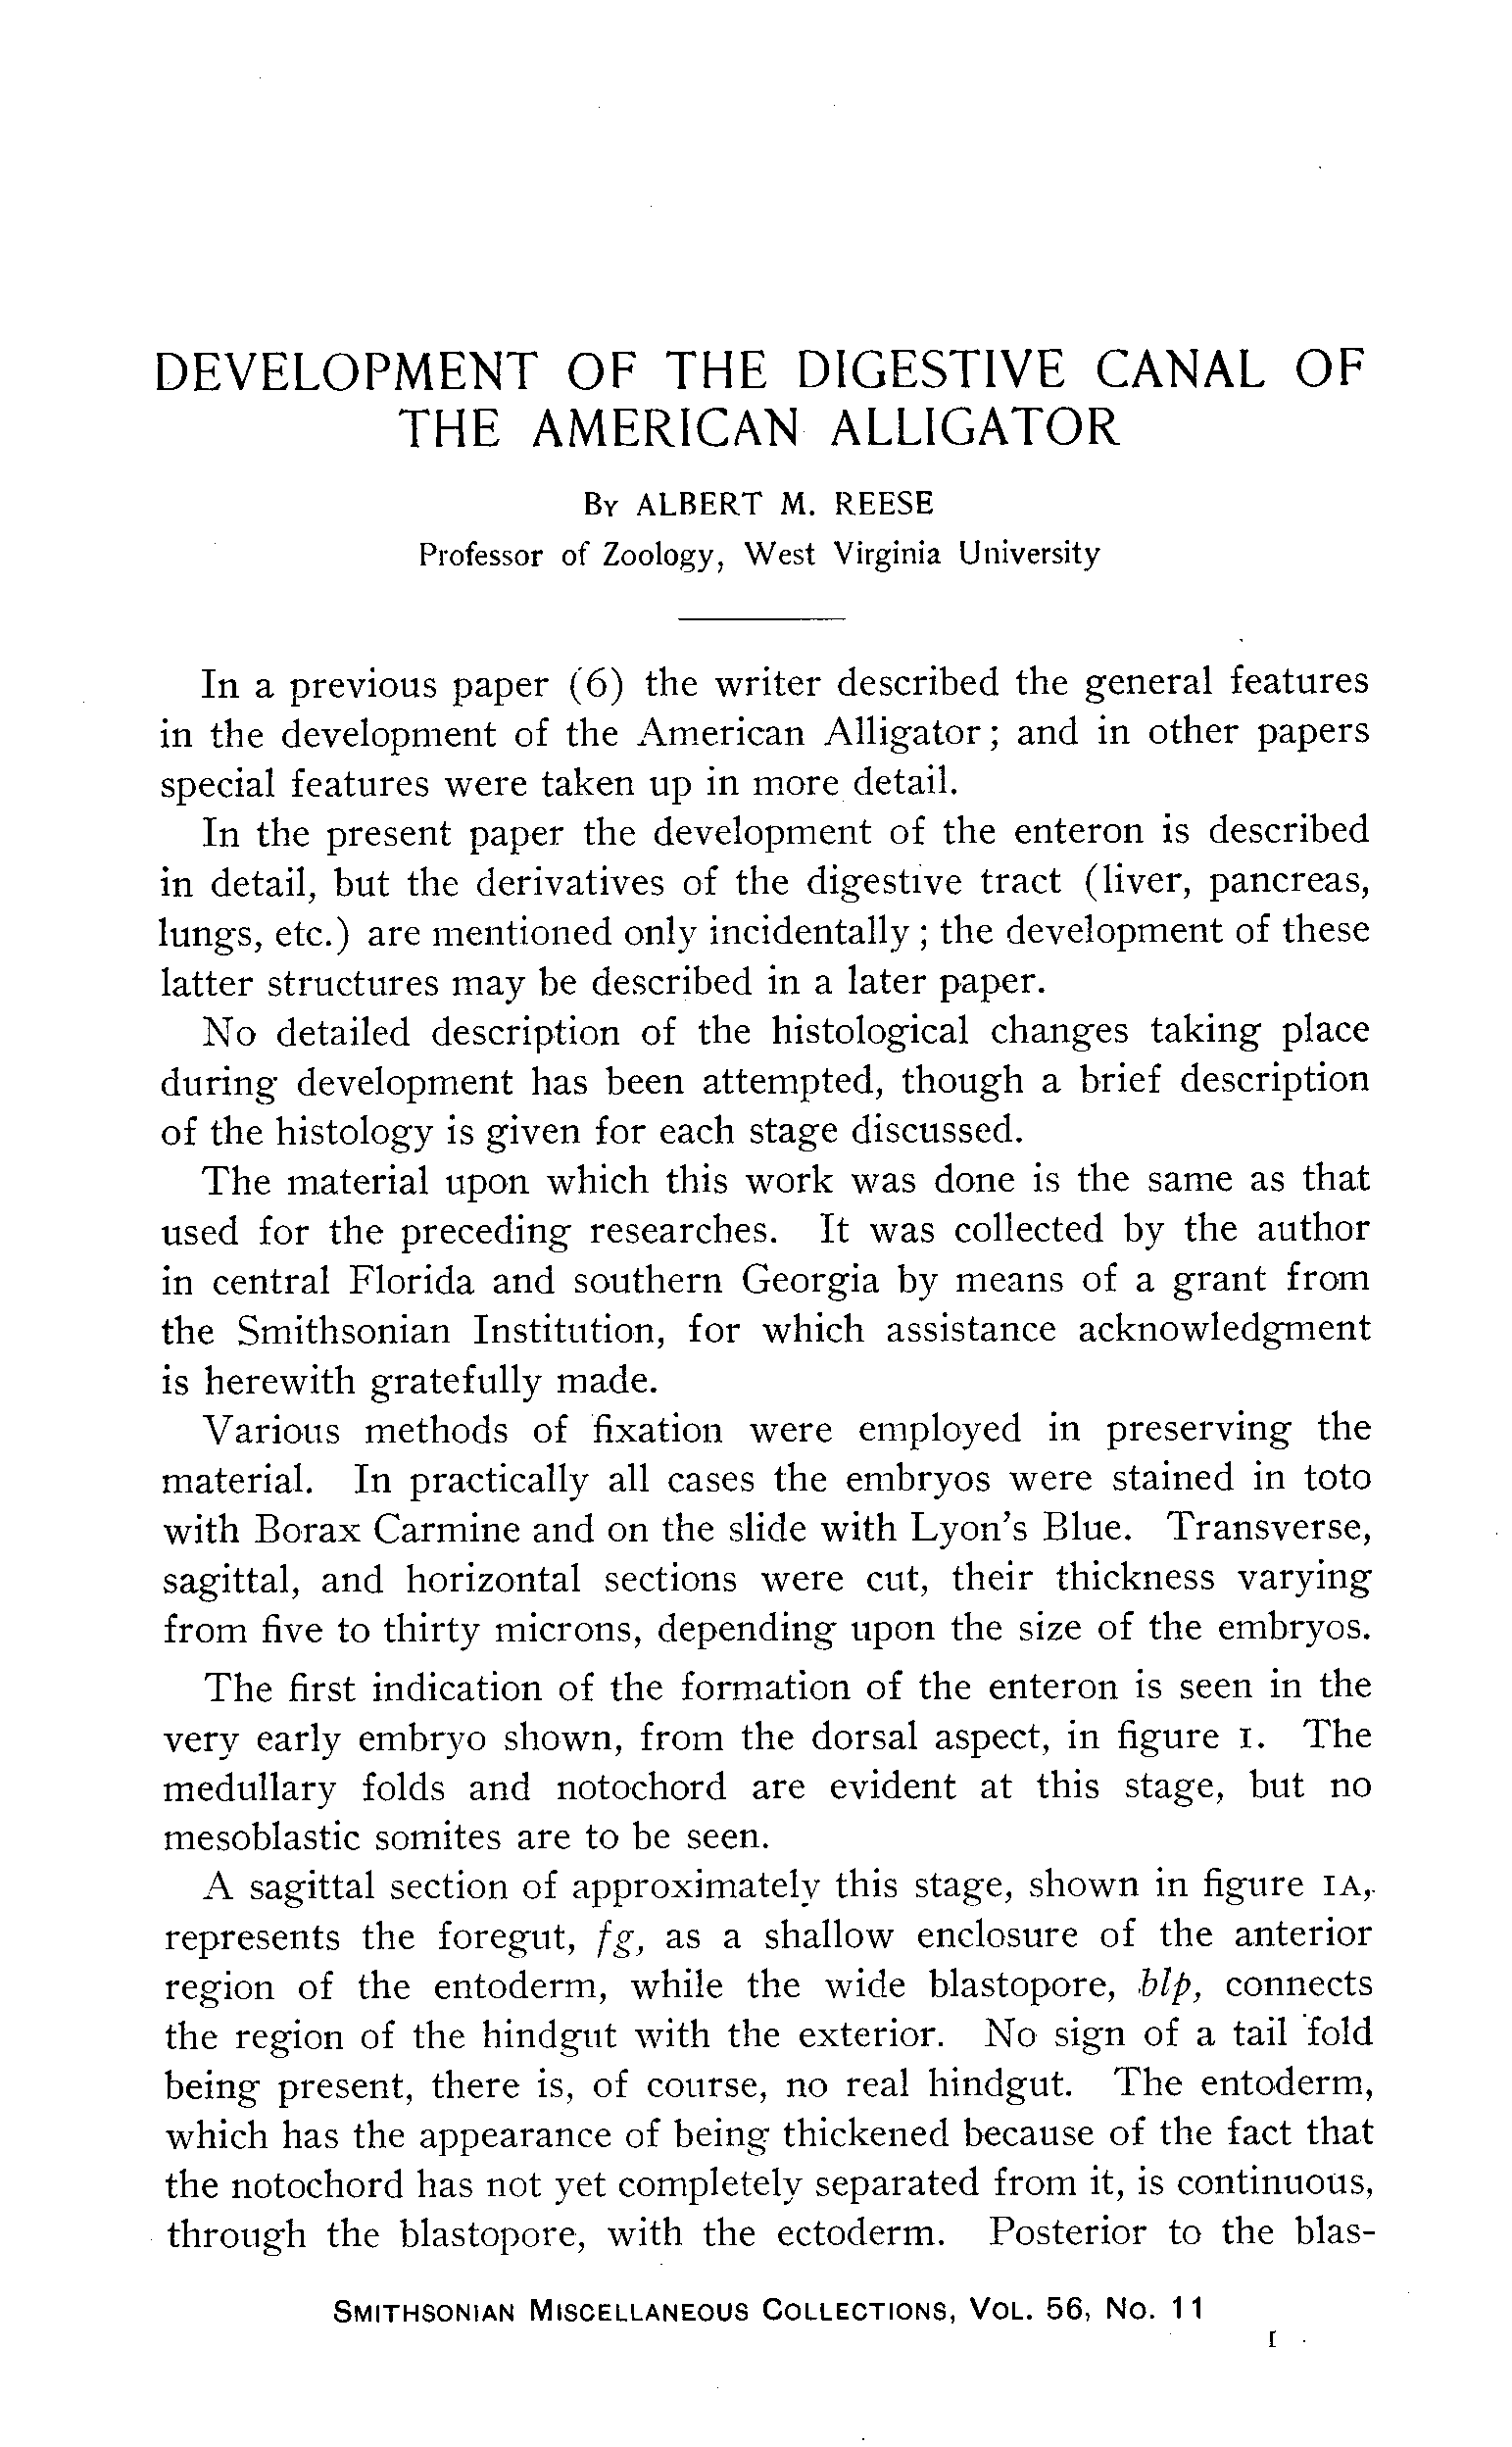 DEVELOPMENT OF THE DIGESTIVE CANAL OF
THE AMERICAN ALLIGATOR
By ALBERT M. REESE
Professor of Zoology, West Virginia University
In a previous paper (6) the writer described the general features
in the development of the American Alligator; and in other papers
special features were taken up in more detail.
In the present paper the development of the enteron is described
in detail, but the derivatives of the digestive tract (liver, pancreas,
lungs, etc.) are mentioned only incidentally; the development of these
latter structures may be described in a later paper.
No detailed description of the histological changes taking place
during development has been attempted, though a brief description
of the histology is given for each stage discussed.
The material upon which this work was done is the same as that
used for the preceding researches. It was collected by the author
in central Florida and southern Georgia by means of a grant from
the Smithsonian Institution, for which assistance acknowledgment
is herewith gratefully made.
Various methods of fixation were employed in preserving the
material. In practically all cases the embryos were stained in toto
with Borax Carmine and on the slide with Lyon's Blue. Transverse,
sagittal, and horizontal sections were cut, their thickness varying
from five to thirty microns, depending upon the size of the embryos.
The first indication of the formation of the enteron is seen in the
very early embryo shown, from the dorsal aspect, in figure 1. The
medullary folds and notochord are evident at this stage, but no
mesoblastic somites are to be seen.
A sagittal section of approximately this stage, shown in figure 1A,
represents the foregut, fg, as a shallow enclosure of the anterior
region of the entoderm, while the wide blastopore, blp, connects
the region of the hindgut with the exterior. No sign of a tail fold
being present, there is, of course, no real hindgut. The entoderm,
which has the appearance of being thickened because of the fact that
the notochord has not yet completely separated from it, is continuous,
through the blastopore, with the ectoderm. Posterior to the blas-
SMITHSONIAN MISCELLANEOUS COLLECTIONS, VOL. 56, No. 11
1